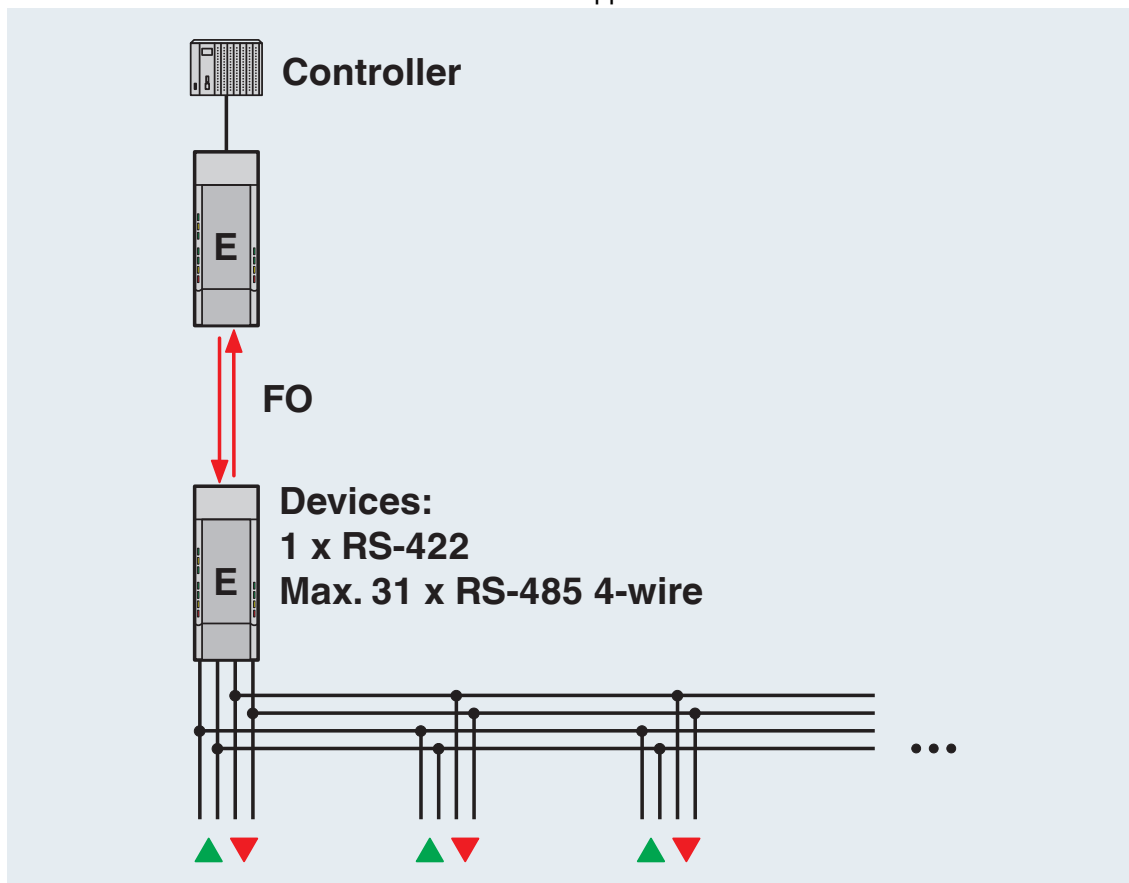 Controller
E
FO
Devices:
1 x RS-422
Max. 31 x RS-485 4-wire
E